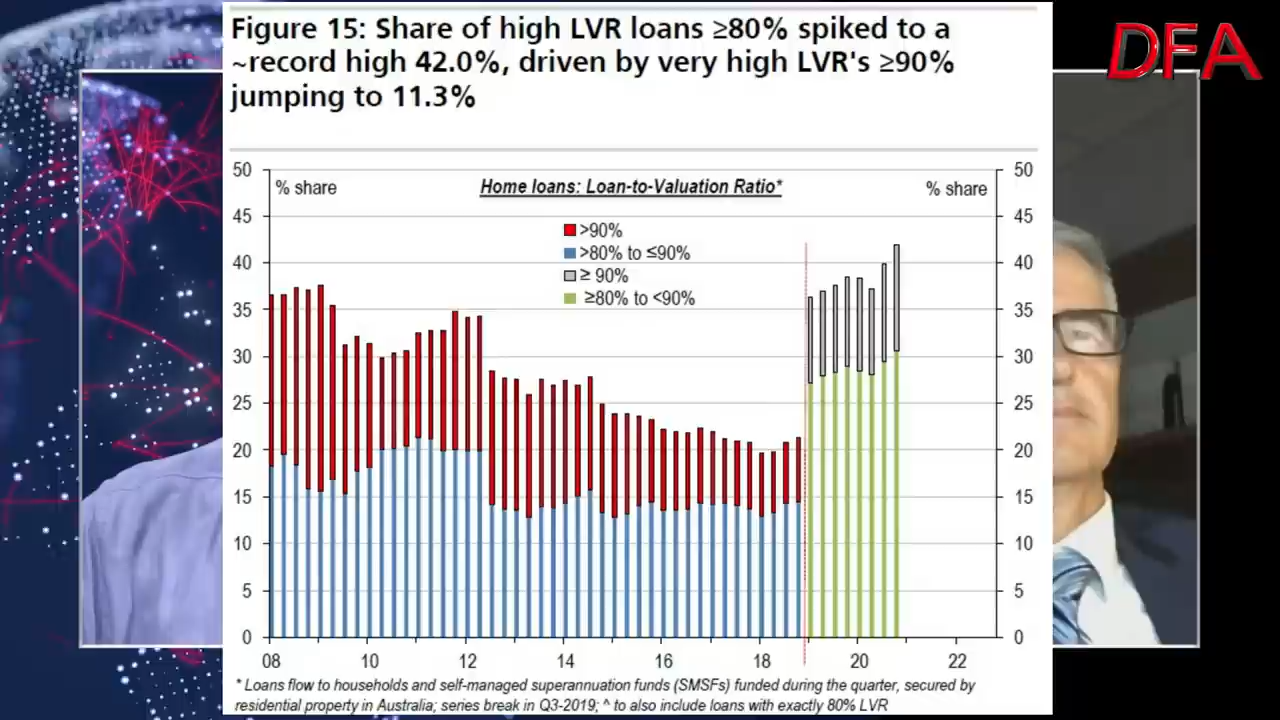 Figure 15: Share of high LVR loans ≥80% spiked to a
~record high 42.0%, driven by very high LVR's ≥90%
jumping to 11.3%
DFA
50
% share
Home loans: Loan-to-Valuation Ratio*
% share
50
45
45
40
40
35
35
30
30
25
25
20
20
15
15
10
10
5
5
0
0
>90%
>80% to ≤90%
≥ 90%
≥80% to <90%
08 10 12 14 16 18 20 22
* Loans flow to households and self-managed superannuation funds (SMSFs) funded during the quarter, secured by
residential property in Australia; series break in Q3-2019; ^ to also include loans with exactly 80% LVR